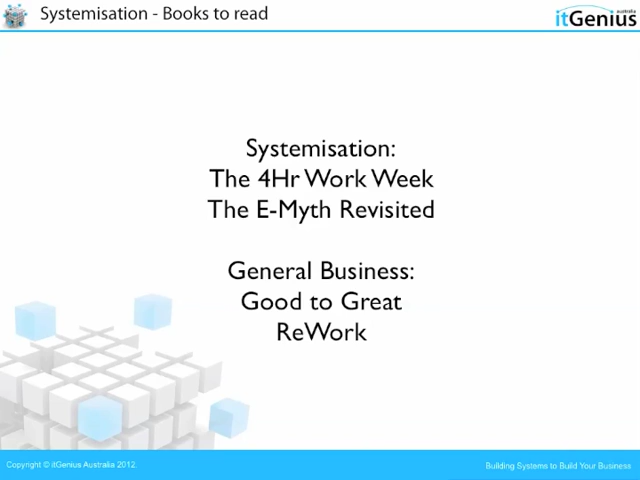 Systemisation - Books to read
itGenius
australia
Systemisation:
The 4Hr Work Week
The E-Myth Revisited
General Business:
Good to Great
ReWork
Copyright © itGenius Australia 2012.
Building Systems to Build Your Business